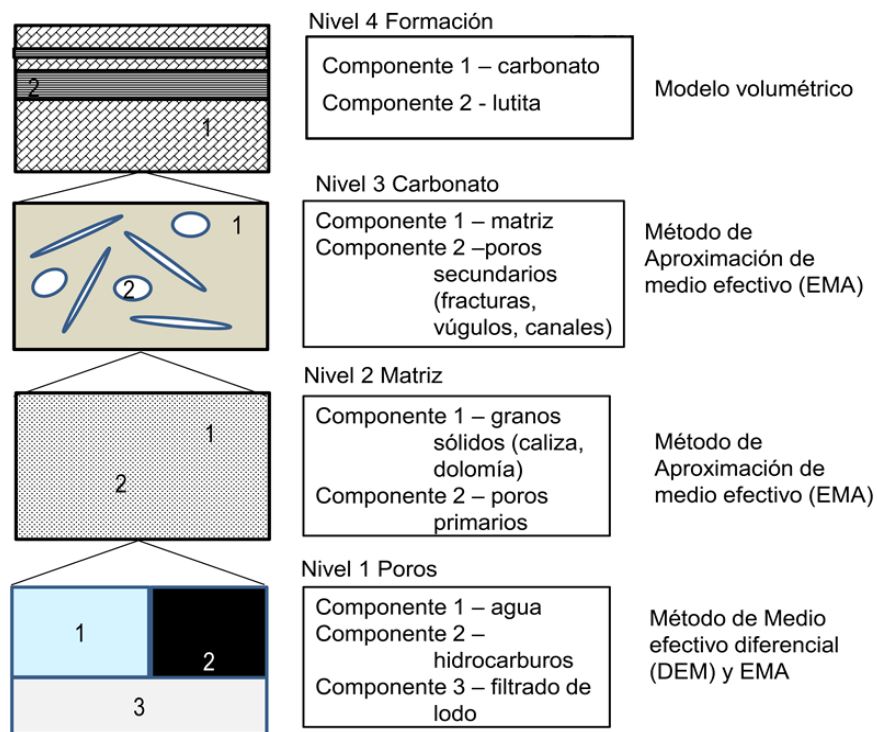 Nivel 4 Formación
Componente 1 – carbonato
Componente 2 - lutita
Modelo volumétrico
2
1
Nivel 3 Carbonato
Componente 1 – matriz
Componente 2 –poros
secundarios
(fracturas,
vúgulos, canales)
Método de
Aproximación de
medio efectivo (EMA)
1
2
Nivel 2 Matriz
Componente 1 – granos
sólidos (caliza,
dolomía)
Componente 2 – poros
primarios
Método de
Aproximación de
medio efectivo (EMA)
1
2
Nivel 1 Poros
Componente 1 – agua
Componente 2 –
hidrocarburos
Componente 3 – filtrado de
lodo
Método de Medio
efectivo diferencial
(DEM) y EMA
1
2
3